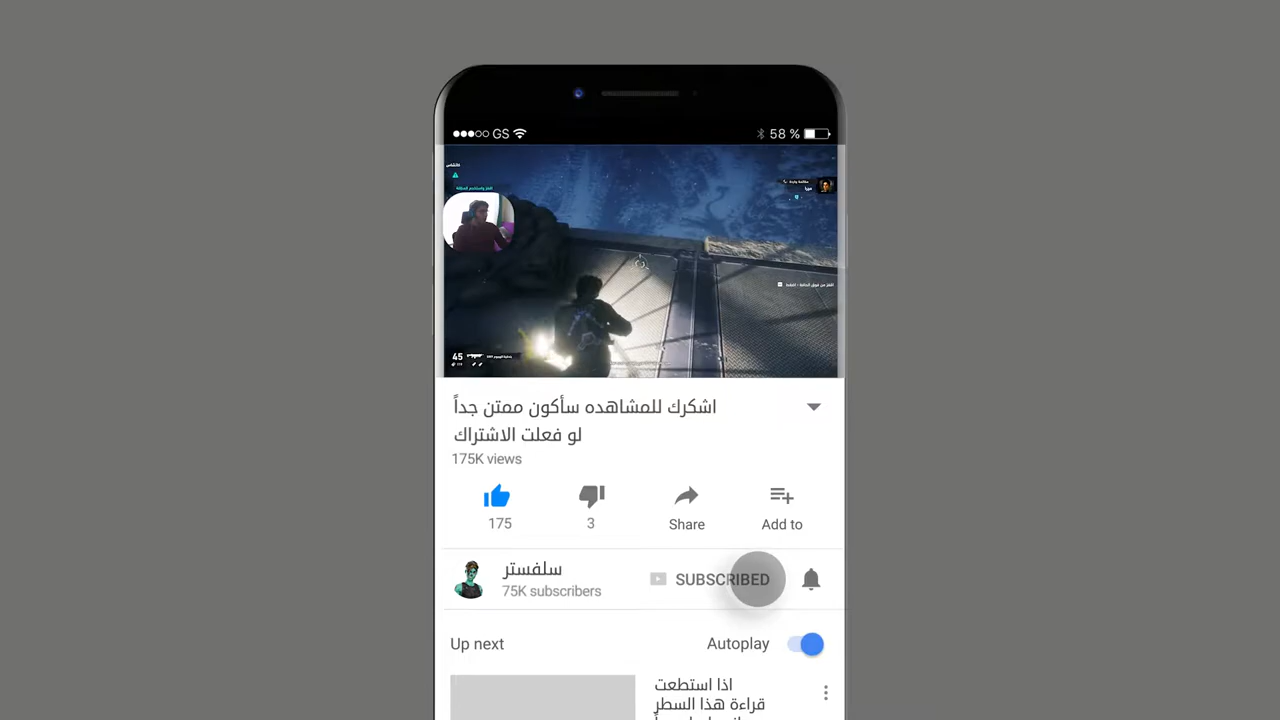 GS
58 %
45
اشكرك للمشاهده سأكون ممتن جداً
لو فعلت الاشتراك
175K views
175
3
Share
Add to
سلفستر
75K subscribers
SUBSCRIBED
Up next
Autoplay
اذا استطعت
قراءة هذا السطر